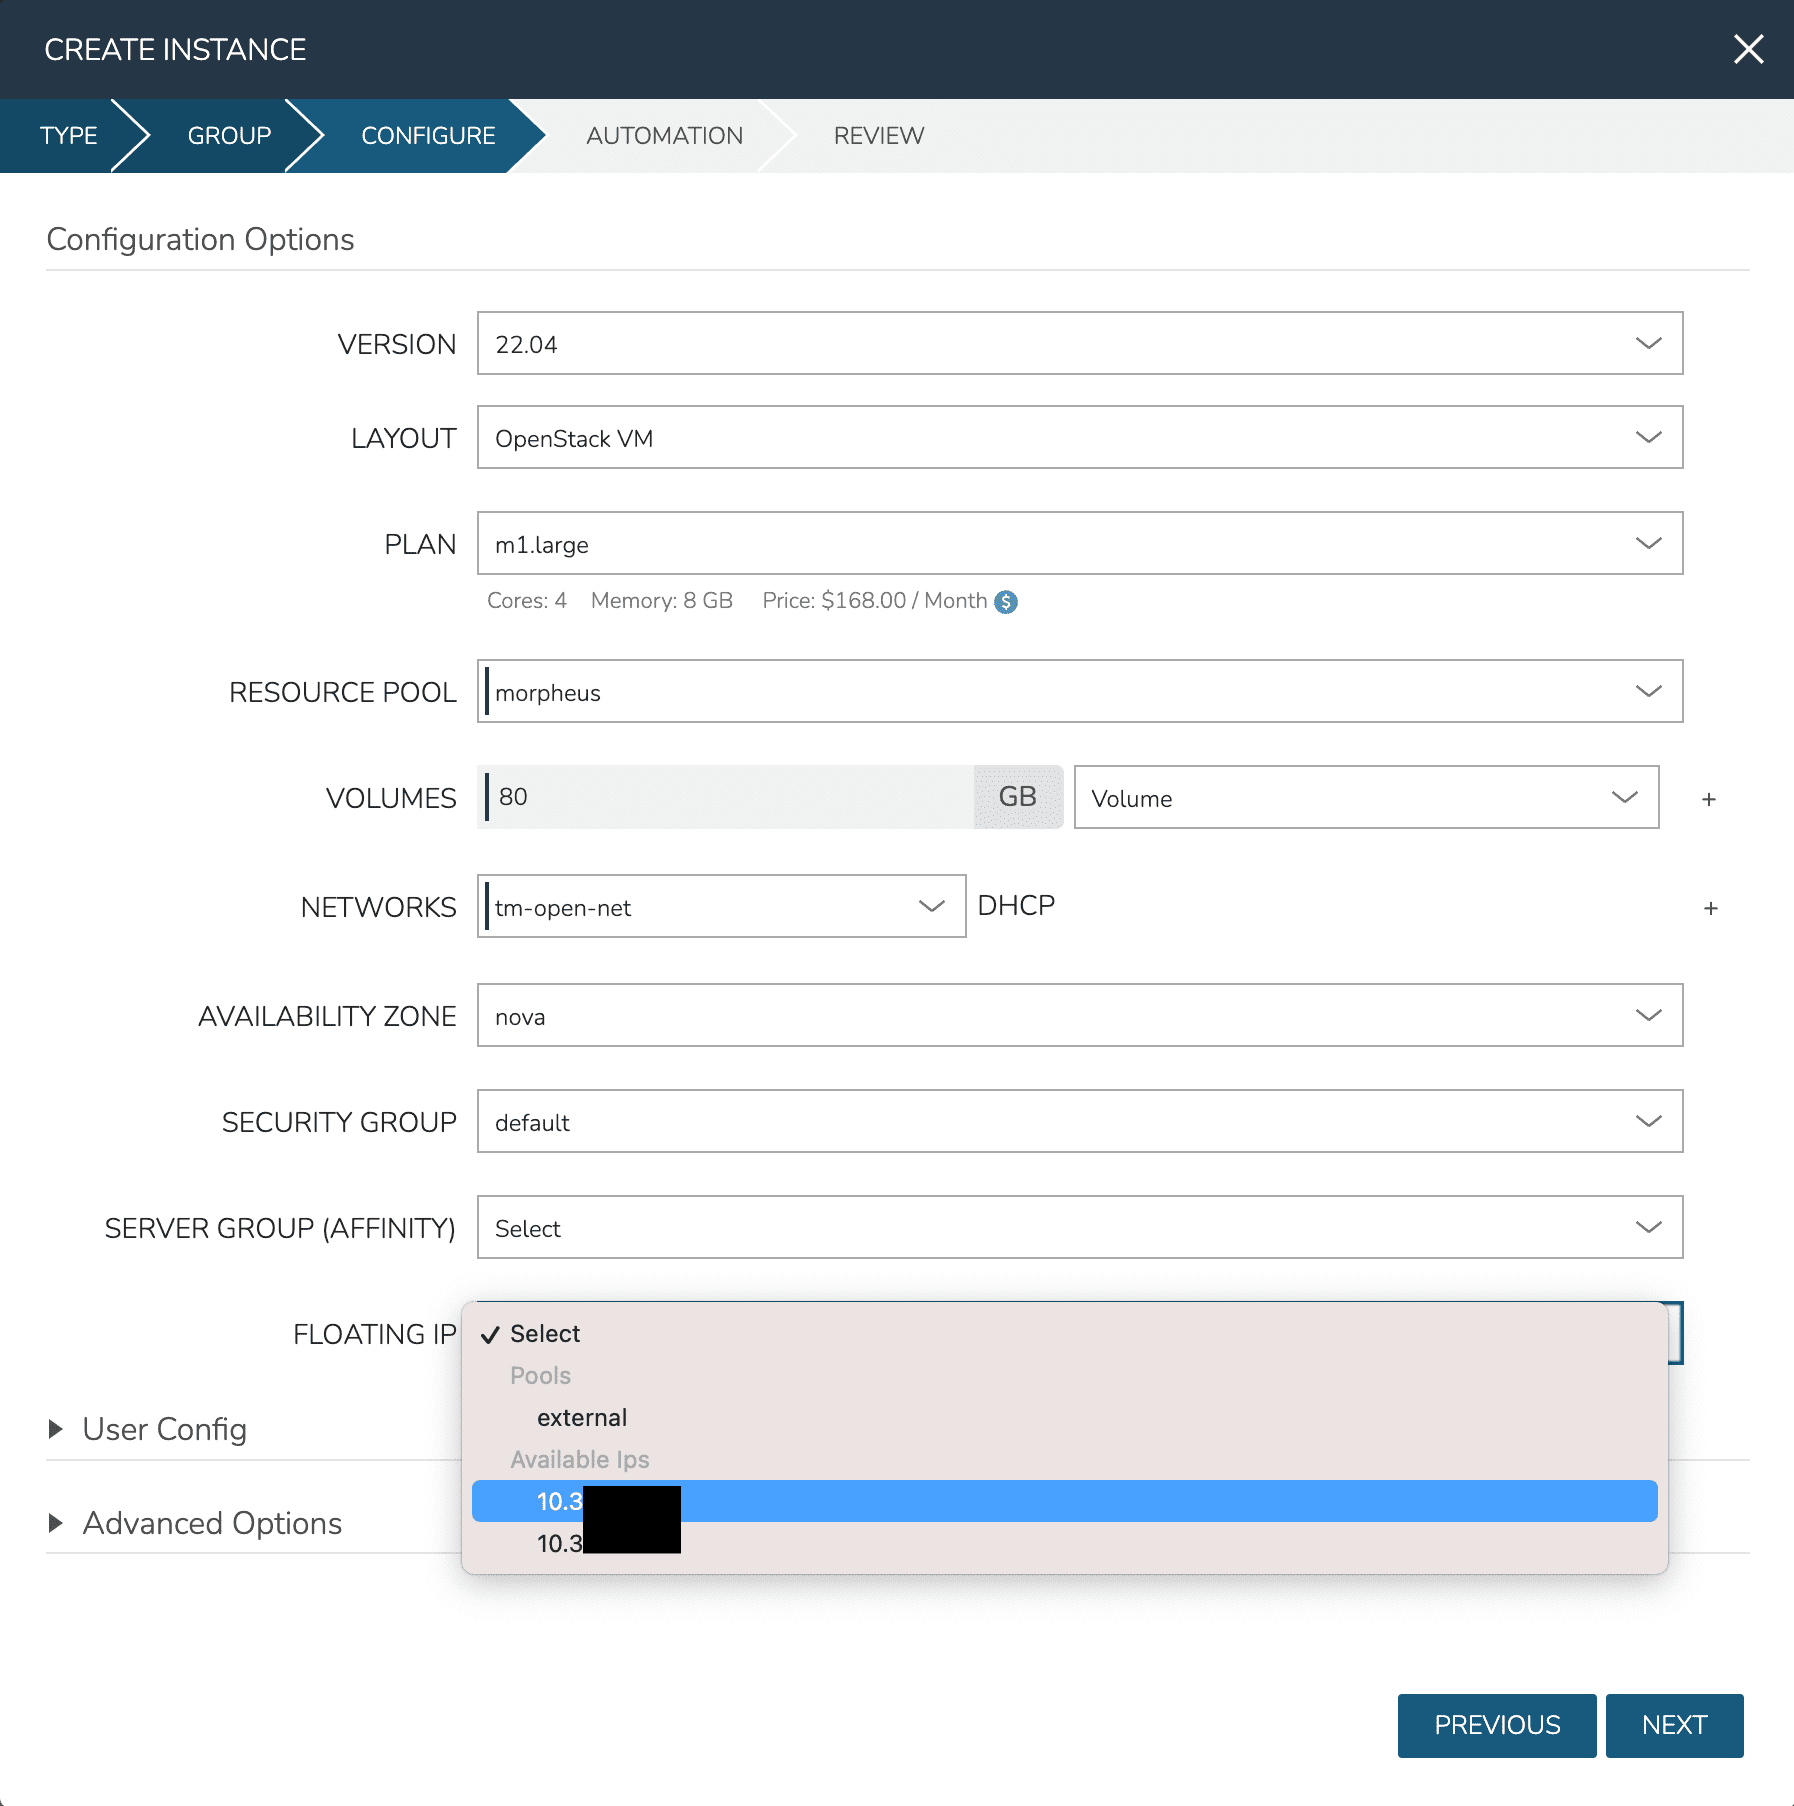 CREATE INSTANCE
TYPE GROUP CONFIGURE AUTOMATION REVIEW
Configuration Options
VERSION 22.04
LAYOUT OpenStack VM
PLAN m1.large
Cores: 4 Memory: 8 GB Price: $168.00 / Month $
RESOURCE POOL morpheus
VOLUMES 80 GB Volume +
NETWORKS tm-open-net DHCP +
AVAILABILITY ZONE nova
SECURITY GROUP default
SERVER GROUP (AFFINITY) Select
FLOATING IP ✓ Select
Pools
external
Available Ips
10.3
10.3
User Config
Advanced Options
PREVIOUS NEXT